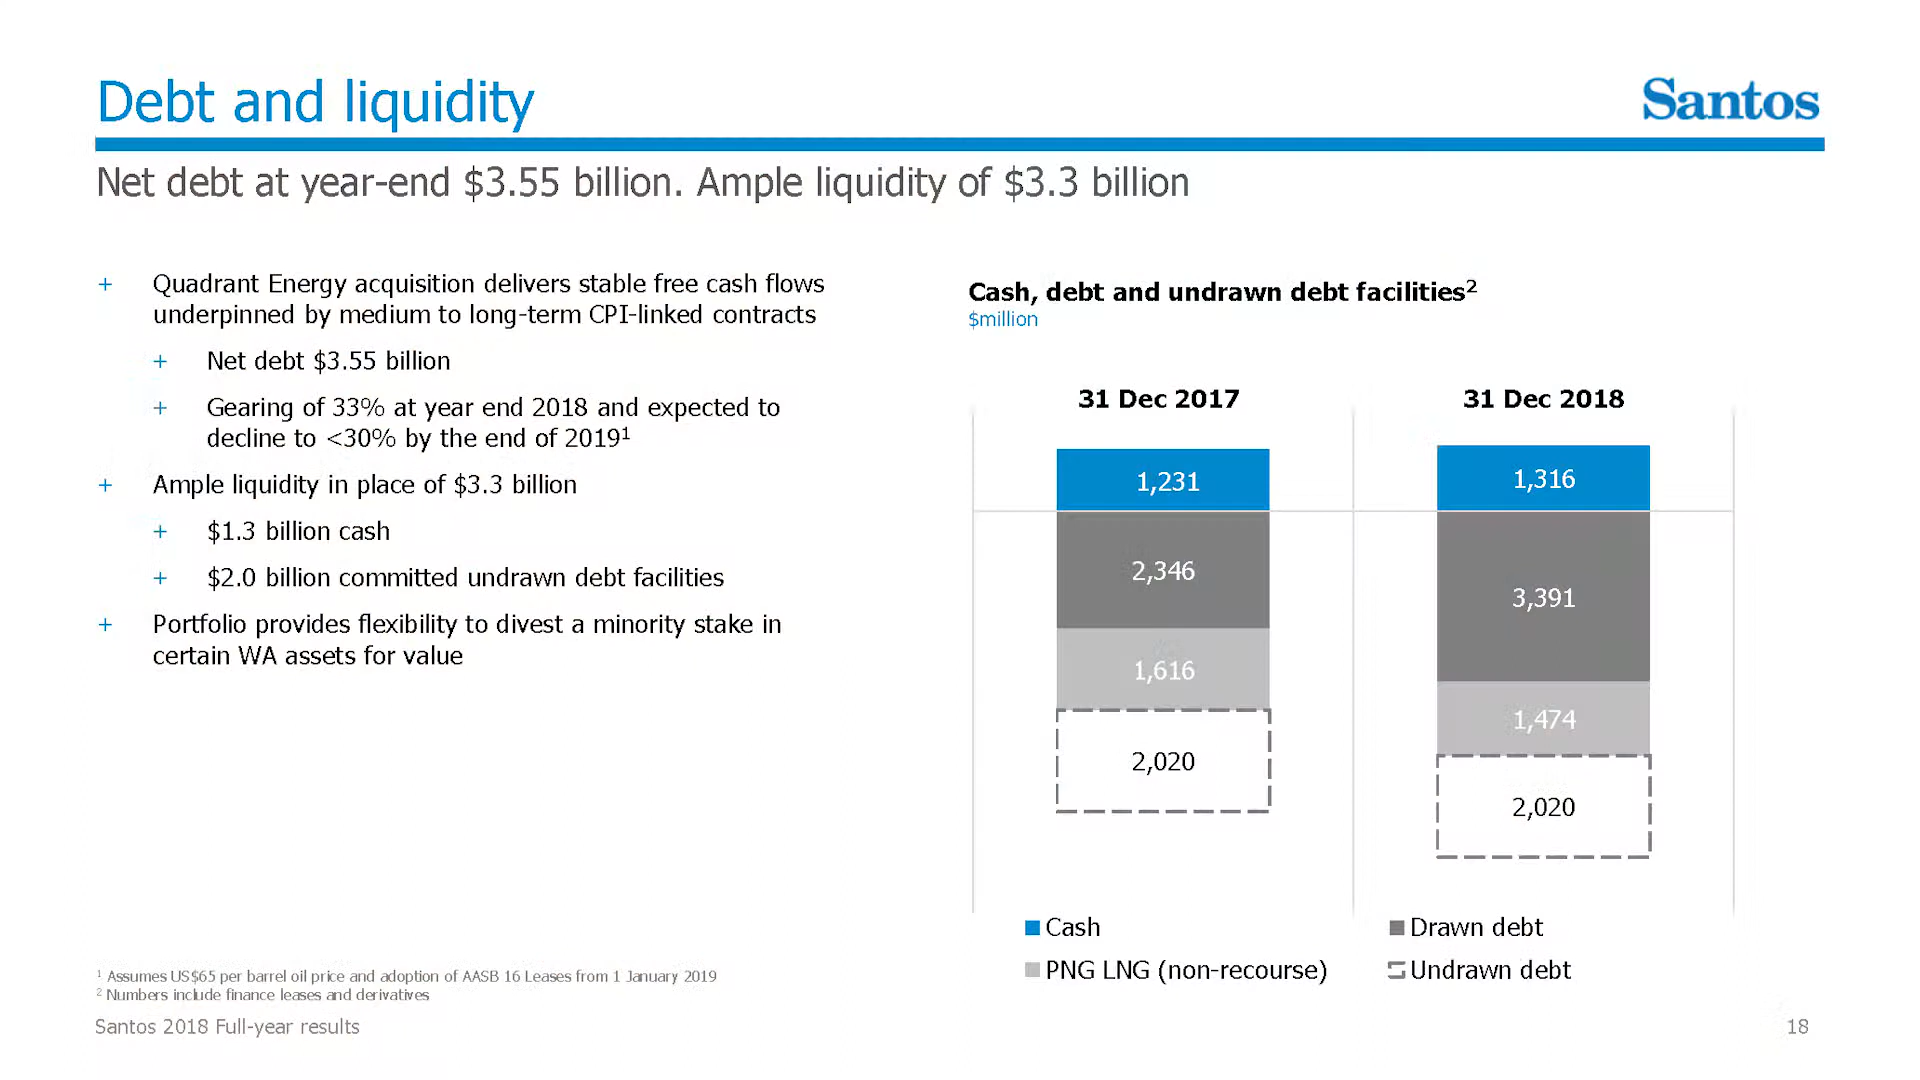 Debt and liquidity
Santos
Net debt at year-end $3.55 billion. Ample liquidity of $3.3 billion
+ Quadrant Energy acquisition delivers stable free cash flows
underpinned by medium to long-term CPI-linked contracts
+ Net debt $3.55 billion
+ Gearing of 33% at year end 2018 and expected to
decline to <30% by the end of 2019¹
+ Ample liquidity in place of $3.3 billion
+ $1.3 billion cash
+ $2.0 billion committed undrawn debt facilities
+ Portfolio provides flexibility to divest a minority stake in
certain WA assets for value
Cash, debt and undrawn debt facilities²
$million
31 Dec 2017
31 Dec 2018
1,231
1,316
2,346
3,391
1,616
1,474
2,020
2,020
Cash
Drawn debt
PNG LNG (non-recourse)
Undrawn debt
¹ Assumes US$65 per barrel oil price and adoption of AASB 16 Leases from 1 January 2019
² Numbers include finance leases and derivatives
Santos 2018 Full-year results
18